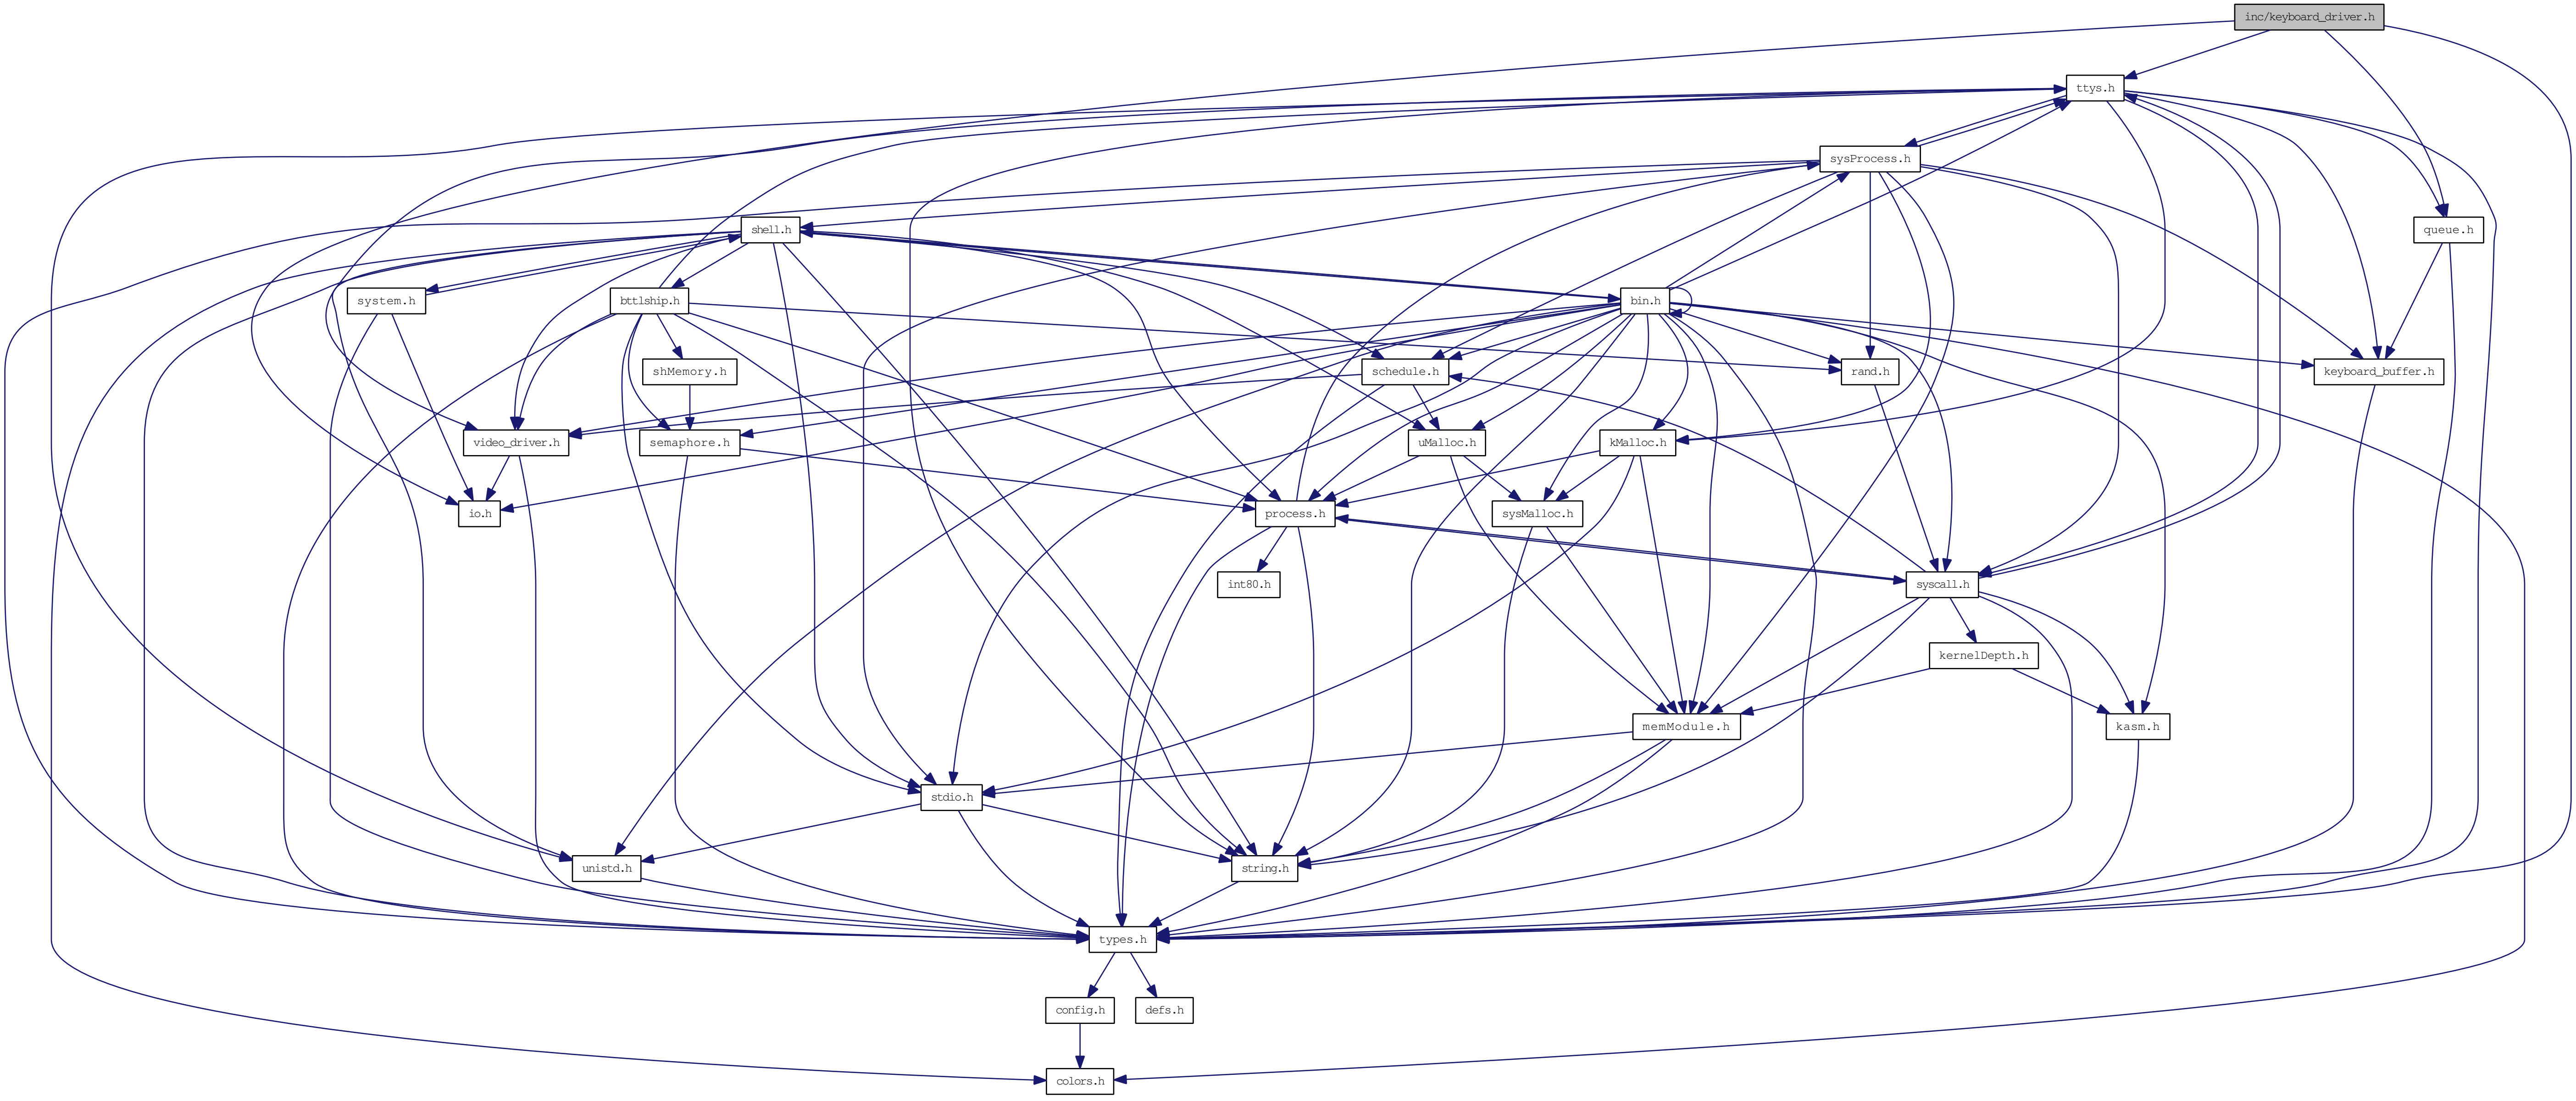 inc/keyboard_driver.h
ttys.h
sysProcess.h
shell.h
queue.h
system.h
bttlship.h
bin.h
shMemory.h
schedule.h
rand.h
keyboard_buffer.h
video_driver.h
semaphore.h
uMalloc.h
kMalloc.h
io.h
process.h
sysMalloc.h
int80.h
syscall.h
kernelDepth.h
memModule.h
kasm.h
stdio.h
unistd.h
string.h
types.h
config.h
defs.h
colors.h